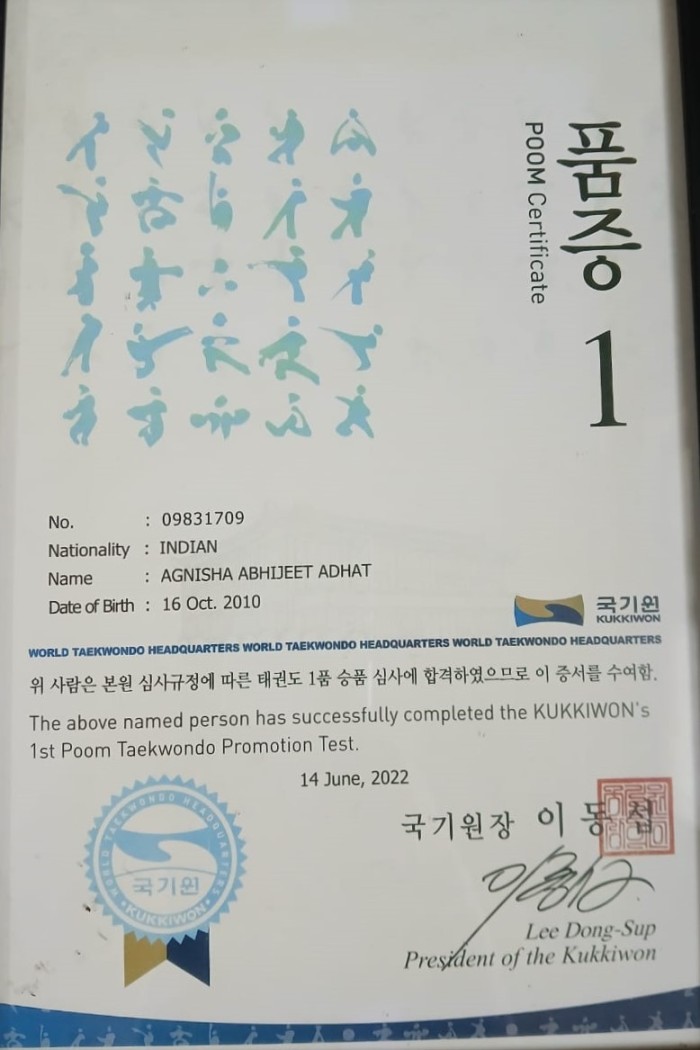 품증
POOM Certificate
1
No. : 09831709
Nationality : INDIAN
Name : AGNISHA ABHIJEET ADHAT
Date of Birth : 16 Oct. 2010
국기원
KUKKIWON
WORLD TAEKWONDO HEADQUARTERS WORLD TAEKWONDO HEADQUARTERS WORLD TAEKWONDO HEADQUARTERS
위 사람은 본원 심사규정에 따른 태권도 1품 승품 심사에 합격하였으므로 이 증서를 수여함.
The above named person has successfully completed the KUKKIWON's
1st Poom Taekwondo Promotion Test.
14 June, 2022
국기원장 이 동 섭
WORLD TAEKWONDO HEADQUARTERS
국기원
KUKKIWON
Lee Dong-Sup
President of the Kukkiwon